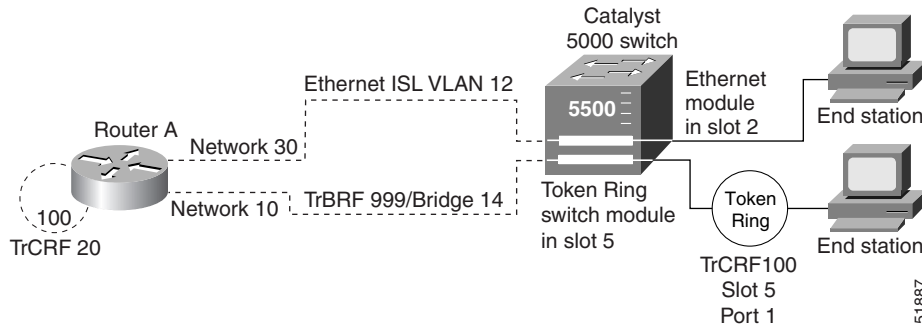 Catalyst
5000 switch
Ethernet ISL VLAN 12
5500
Ethernet
module
in slot 2
End station
Router A
Network 30
Network 10
TrBRF 999/Bridge 14
100
TrCRF 20
Token Ring
switch module
in slot 5
Token
Ring
End station
TrCRF100
Slot 5
Port 1
51887